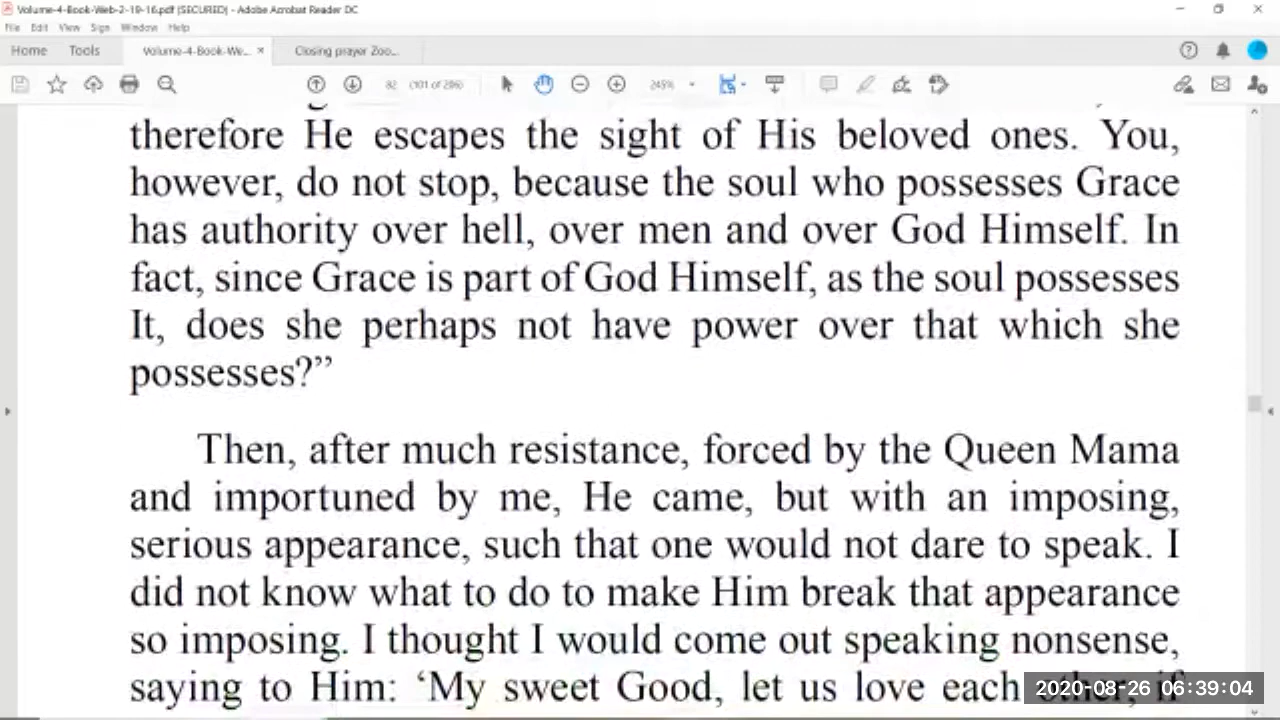 Volume-4-Book-Web-2-19-16.pdf (SECURED) - Adobe Acrobat Reader DC
File Edit View Sign Window Help
Home Tools Volume-4-Book-We... × Closing prayer Zoo...
82 (101 of 286) 245%
therefore He escapes the sight of His beloved ones. You,
however, do not stop, because the soul who possesses Grace
has authority over hell, over men and over God Himself. In
fact, since Grace is part of God Himself, as the soul possesses
It, does she perhaps not have power over that which she
possesses?”
Then, after much resistance, forced by the Queen Mama
and importuned by me, He came, but with an imposing,
serious appearance, such that one would not dare to speak. I
did not know what to do to make Him break that appearance
so imposing. I thought I would come out speaking nonsense,
saying to Him: ‘My sweet Good, let us love each other; if
2020-08-26 06:39:04